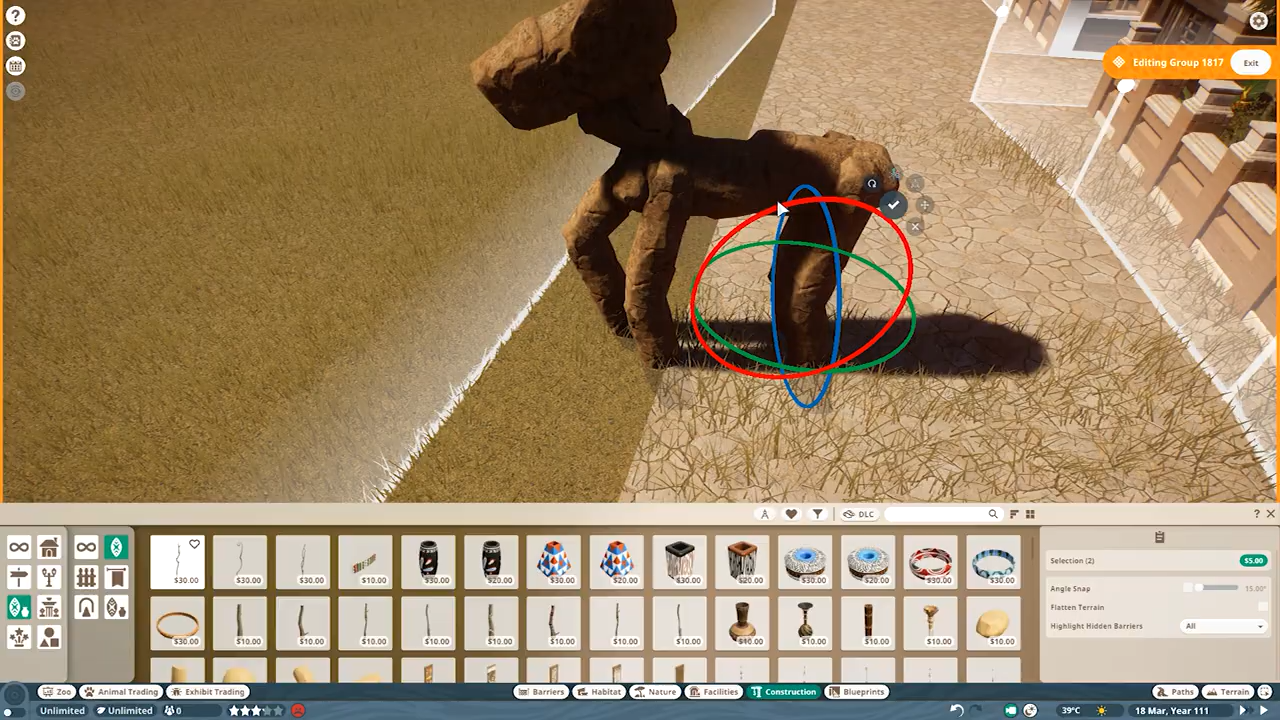 ?
Editing Group 1817 Exit
DLC
? ×
$30.00 $30.00 $30.00 $10.00 $30.00 $20.00 $30.00 $20.00 $30.00 $20.00 $30.00 $20.00 $30.00 $30.00
Selection (2) $5.00
Angle Snap 15.00°
Flatten Terrain
Highlight Hidden Barriers All
$30.00 $10.00 $10.00 $10.00 $10.00 $10.00 $10.00 $10.00 $10.00 $10.00 $10.00 $10.00 $10.00 $10.00
Zoo Animal Trading Exhibit Trading Barriers Habitat Nature Facilities Construction Blueprints Paths Terrain
Unlimited Unlimited 0 39°C 18 Mar, Year 111